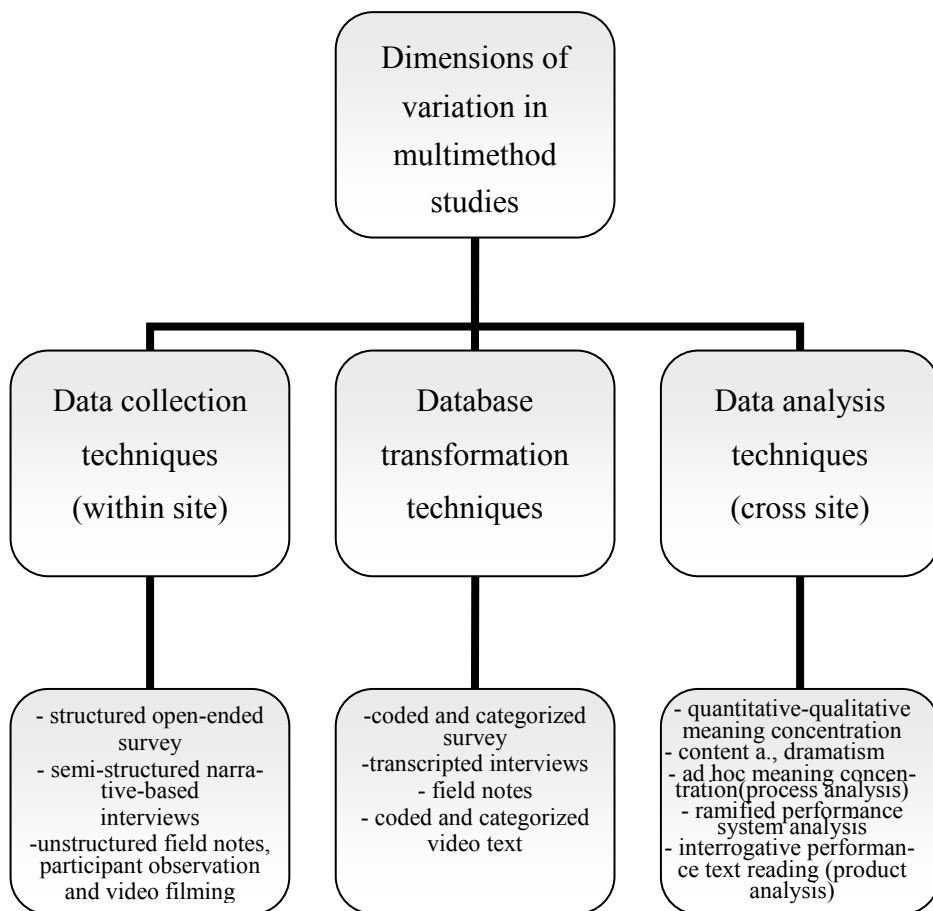 Dimensions of
variation in
multimethod
studies
Data collection
techniques
(within site)
Database
transformation
techniques
Data analysis
techniques
(cross site)
- structured open-ended
survey
- semi-structured narra-
tive-based
interviews
-unstructured field notes,
participant observation
and video filming
-coded and categorized
survey
-transcripted interviews
- field notes
- coded and categorized
video text
- quantitative-qualitative
meaning concentration
- content a., dramatism
- ad hoc meaning concen-
tration(process analysis)
- ramified performance
system analysis
- interrogative performan-
ce text reading (product
analysis)